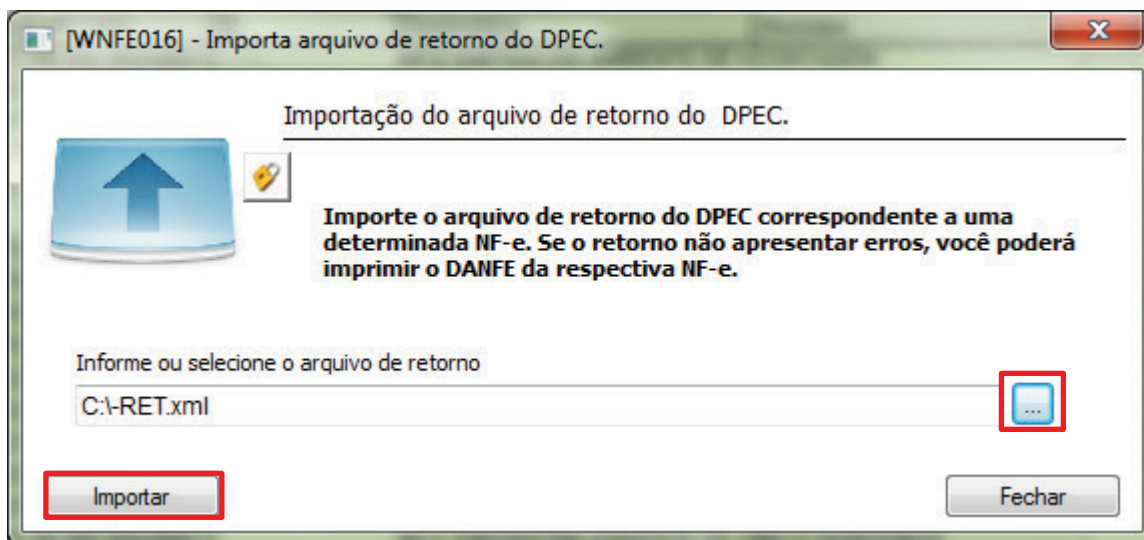 [WNFE016] - Importa arquivo de retorno do DPEC.
x
Importação do arquivo de retorno do DPEC.
Importe o arquivo de retorno do DPEC correspondente a uma
determinada NF-e. Se o retorno não apresentar erros, você poderá
imprimir o DANFE da respectiva NF-e.
Informe ou selecione o arquivo de retorno
C:\-RET.xml
...
Importar
Fechar